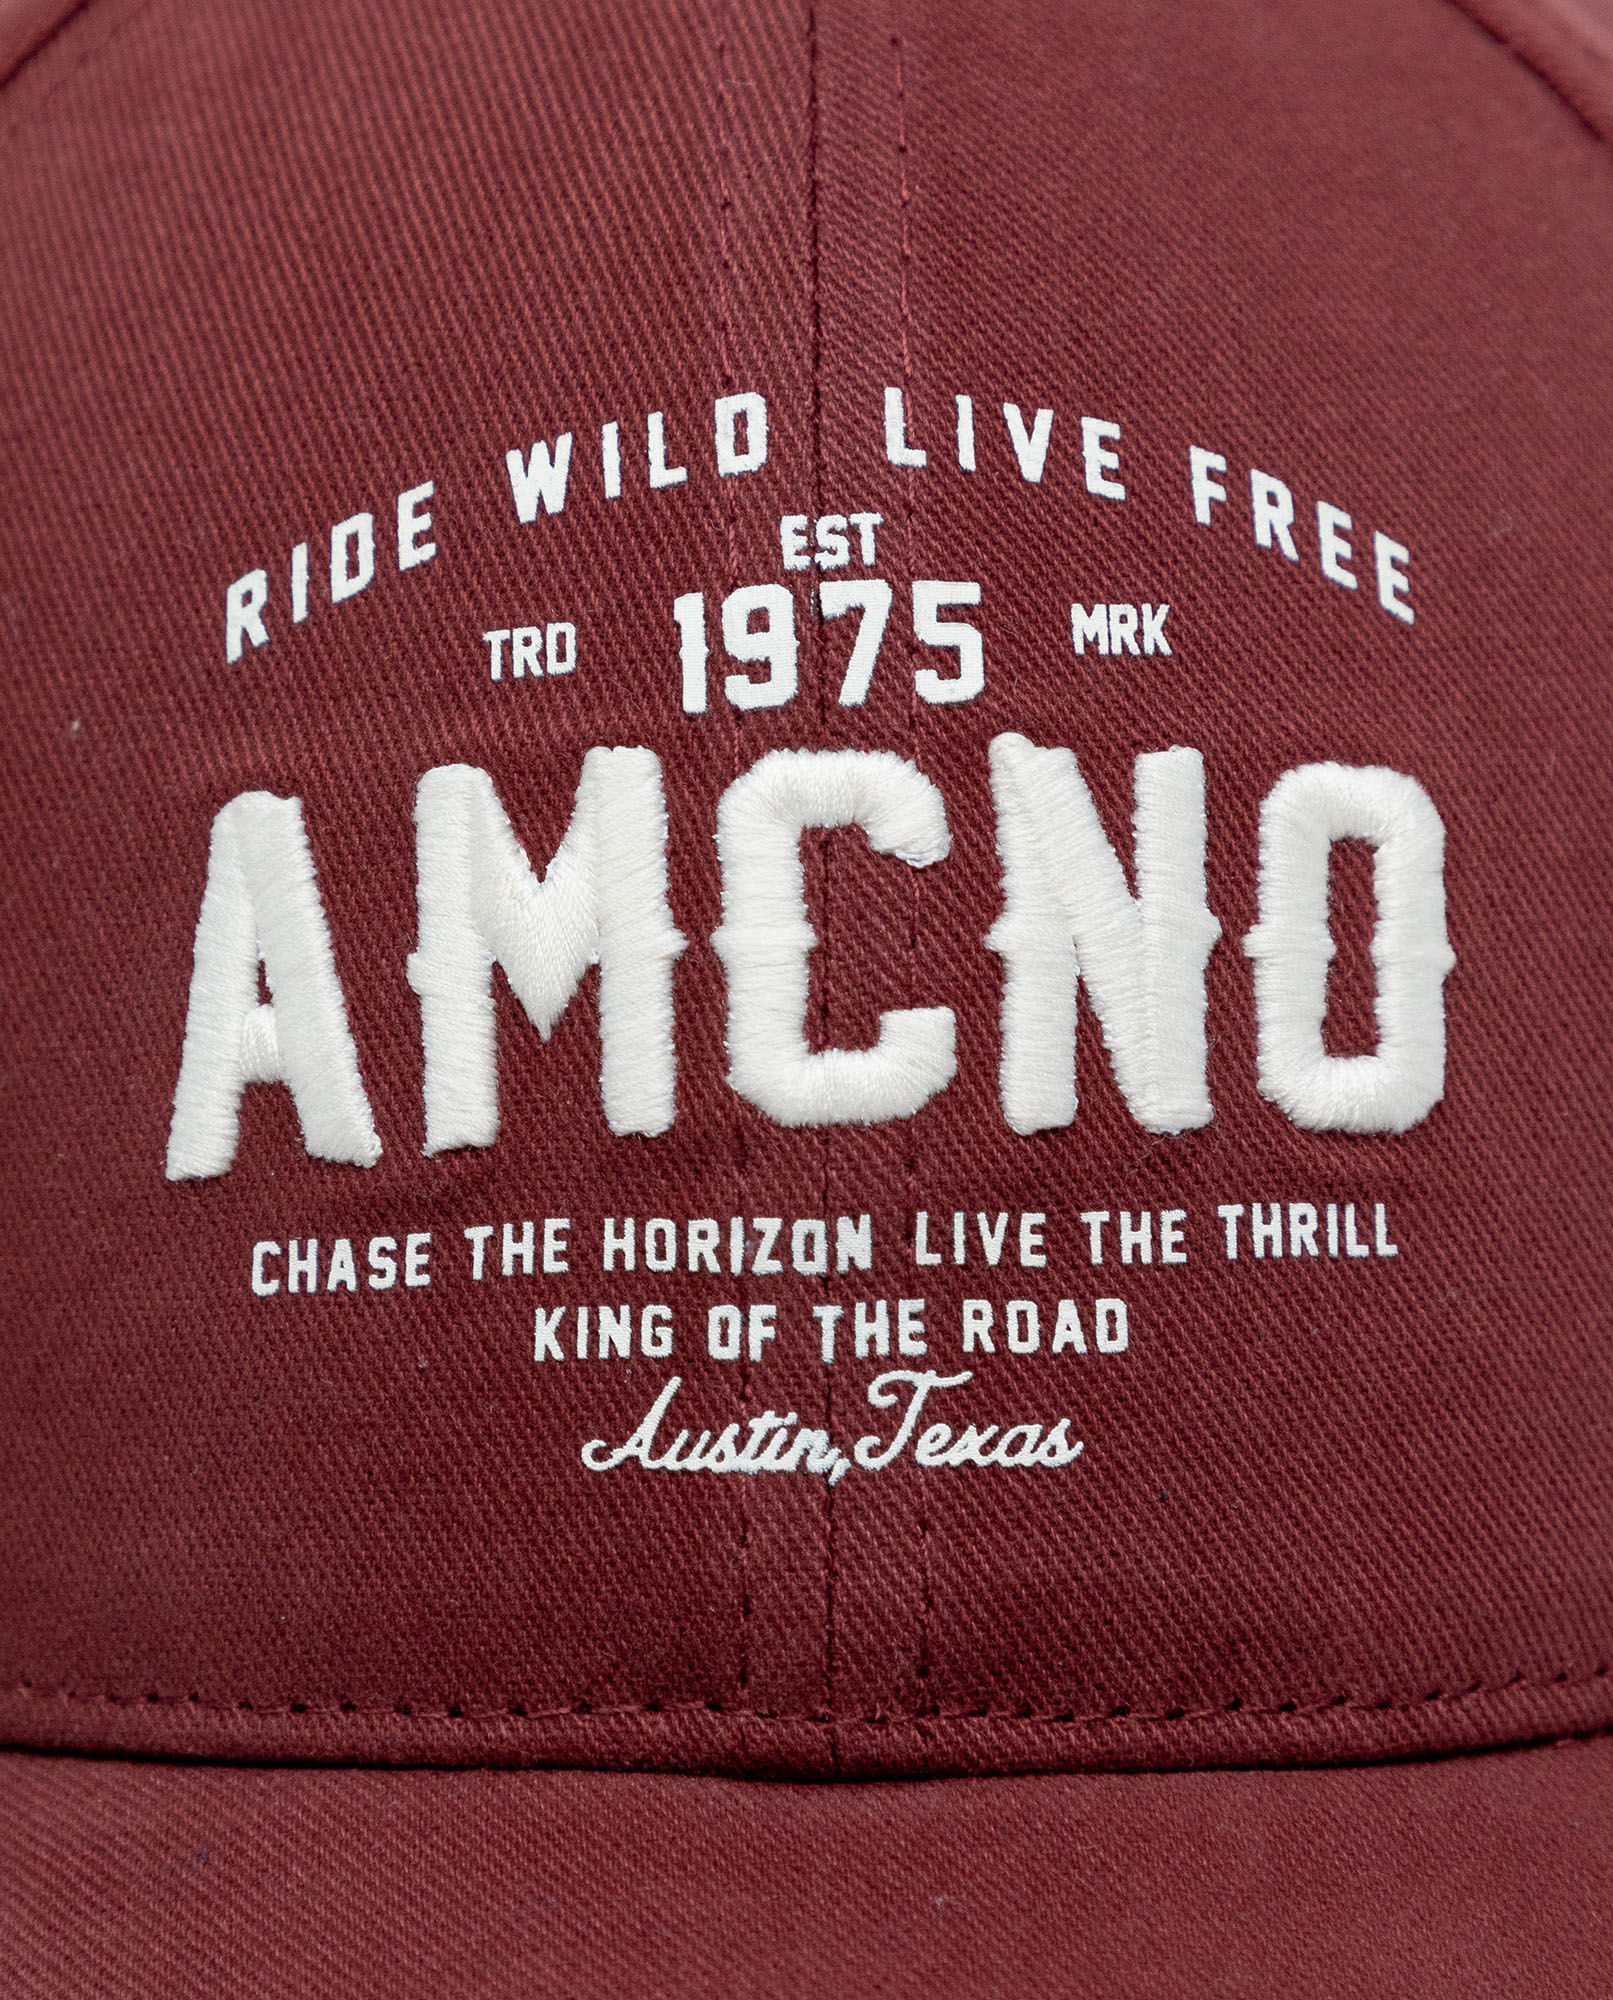 RIDE WILD LIVE FREE
EST
TRD 1975 MRK
AMCNO
CHASE THE HORIZON LIVE THE THRILL
KING OF THE ROAD
Austin, Texas